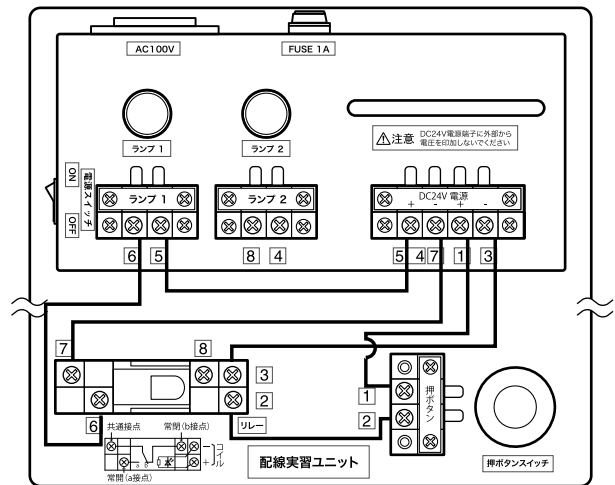 AC100V
FUSE 1A
ランプ 1
ランプ 2
注意 DC24V電源端子に外部から
電圧を印加しないでください
ON
電源スイッチ
OFF
ランプ 1
ランプ 2
DC24V 電源
+ - + -
6 5 8 4 5 4 7 1 3
7 8
3
2
6
リレー
1
2
押ボタン
共通接点 常閉(b接点)
a b
- +
コイル
常開(a接点)
配線実習ユニット
押ボタンスイッチ